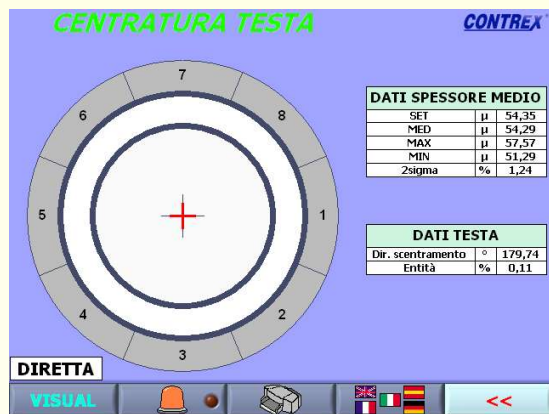 CENTRATURA TESTA
CONTREX
7
6
8
5
1
4
2
3
DATI SPESSORE MEDIO
SET µ 54,35
MED µ 54,29
MAX µ 57,57
MIN µ 51,29
2sigma % 1,24
DATI TESTA
Dir. scentramento ° 179,74
Entità % 0,11
DIRETTA
VISUAL
<<